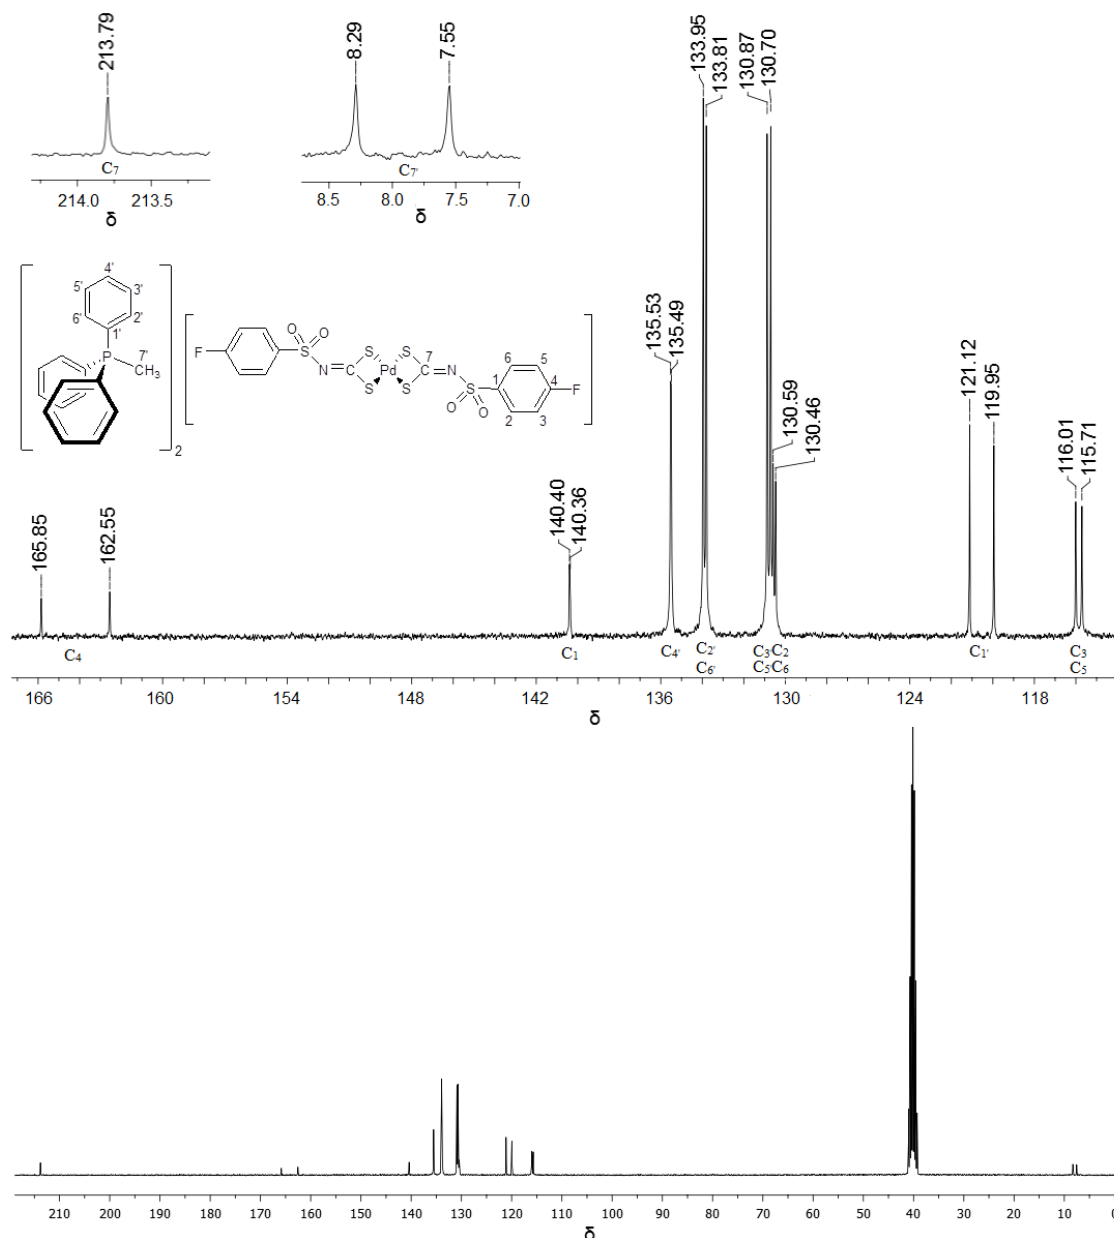 213.79
8.29
7.55
C7
214.0 213.5
δ
C7'
8.5 8.0 7.5 7.0
δ
133.95
133.81
130.87
130.70
135.53
135.49
130.59
130.46
121.12
119.95
116.01
115.71
165.85
162.55
140.40
140.36
4'
5' 3'
6' 2'
1'
P 7'
CH3
2
F
O O
S
N
S S
Pd
S S
7
N
S
O O
1
6 5
4 F
2 3
C4 C1 C4' C2' C3' C2 C1' C3
C6' C5' C6 C5
166 160 154 148 142 136 130 124 118
δ
210 200 190 180 170 160 150 140 130 120 110 100 90 80 70 60 50 40 30 20 10 0
δ